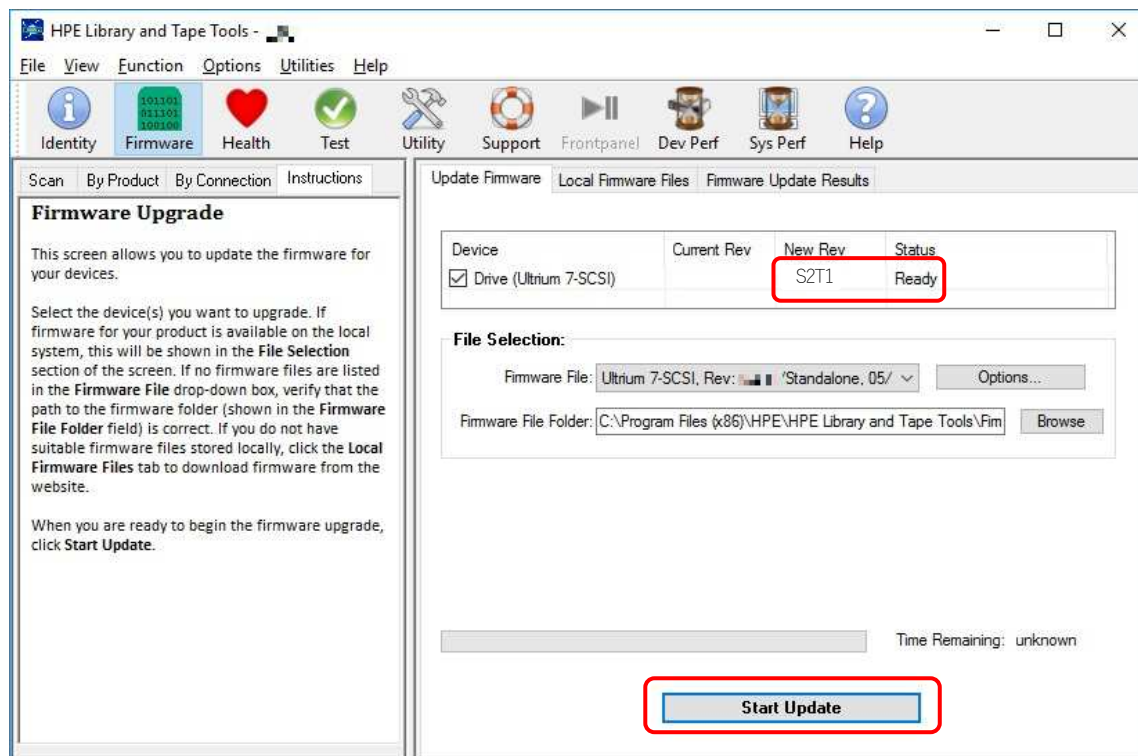 HPE Library and Tape Tools -
File View Function Options Utilities Help
101101
011101
100100
Identity Firmware Health Test Utility Support Frontpanel Dev Perf Sys Perf Help
Scan By Product By Connection Instructions
Firmware Upgrade
This screen allows you to update the firmware for
your devices.
Select the device(s) you want to upgrade. If
firmware for your product is available on the local
system, this will be shown in the File Selection
section of the screen. If no firmware files are listed
in the Firmware File drop-down box, verify that the
path to the firmware folder (shown in the Firmware
File Folder field) is correct. If you do not have
suitable firmware files stored locally, click the Local
Firmware Files tab to download firmware from the
website.
When you are ready to begin the firmware upgrade,
click Start Update.
Update Firmware Local Firmware Files Firmware Update Results
Device Current Rev New Rev Status
Drive (Ultrium 7-SCSI) S2T1 Ready
File Selection:
Firmware File: Ultrium 7-SCSI, Rev: 'Standalone, 05/ Options...
Firmware File Folder: C:\Program Files (x86)\HPE\HPE Library and Tape Tools\Firm Browse
Time Remaining: unknown
Start Update